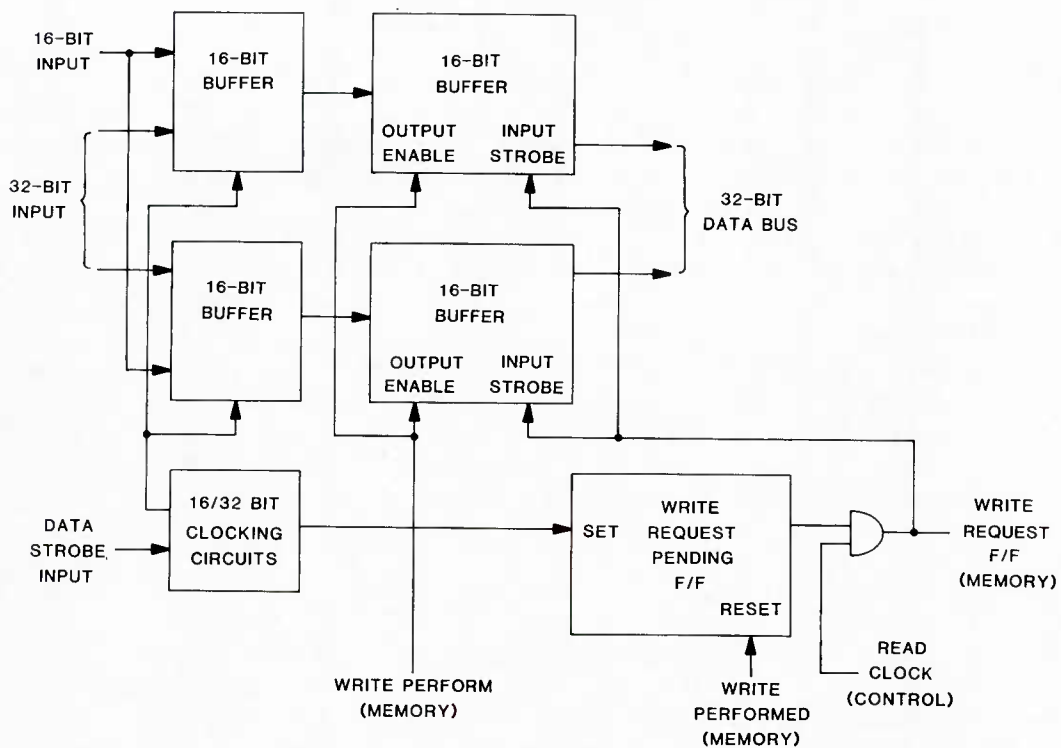 16-BIT
INPUT
16-BIT
BUFFER
16-BIT
BUFFER
OUTPUT
ENABLE
INPUT
STROBE
32-BIT
INPUT
32-BIT
DATA BUS
16-BIT
BUFFER
16-BIT
BUFFER
OUTPUT
ENABLE
INPUT
STROBE
DATA
STROBE
INPUT
16/32 BIT
CLOCKING
CIRCUITS
SET
WRITE
REQUEST
PENDING
F/F
RESET
WRITE
REQUEST
F/F
(MEMORY)
WRITE PERFORM
(MEMORY)
WRITE
PERFORMED
(MEMORY)
READ
CLOCK
(CONTROL)